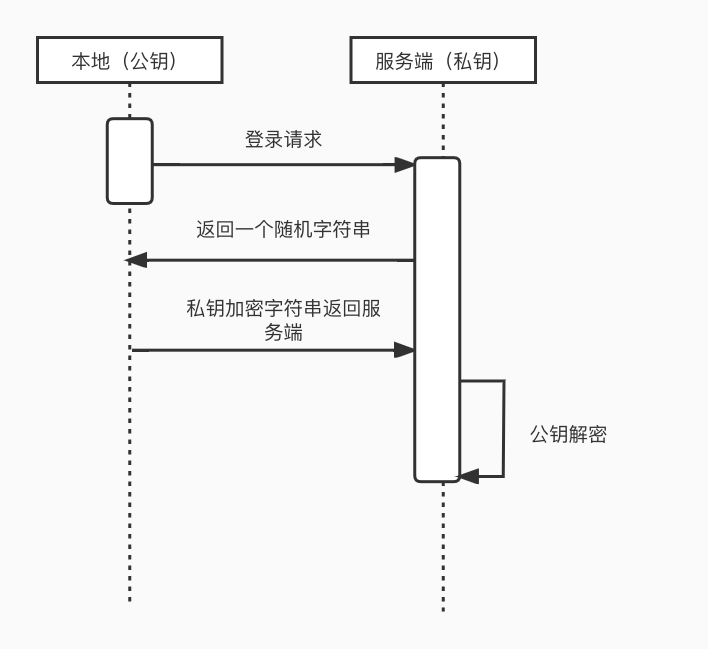 本地（公钥）
服务端（私钥）
登录请求
返回一个随机字符串
私钥加密字符串返回服
务端
公钥解密